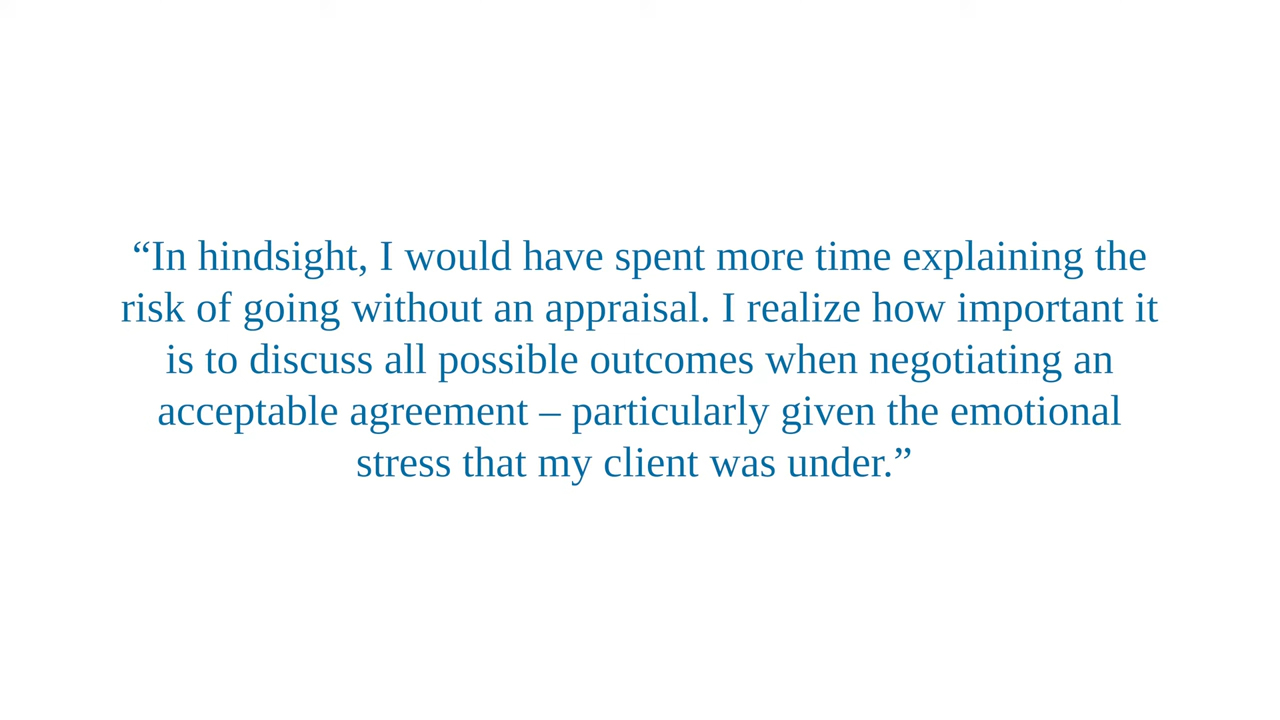 “In hindsight, I would have spent more time explaining the
risk of going without an appraisal. I realize how important it
is to discuss all possible outcomes when negotiating an
acceptable agreement – particularly given the emotional
stress that my client was under.”